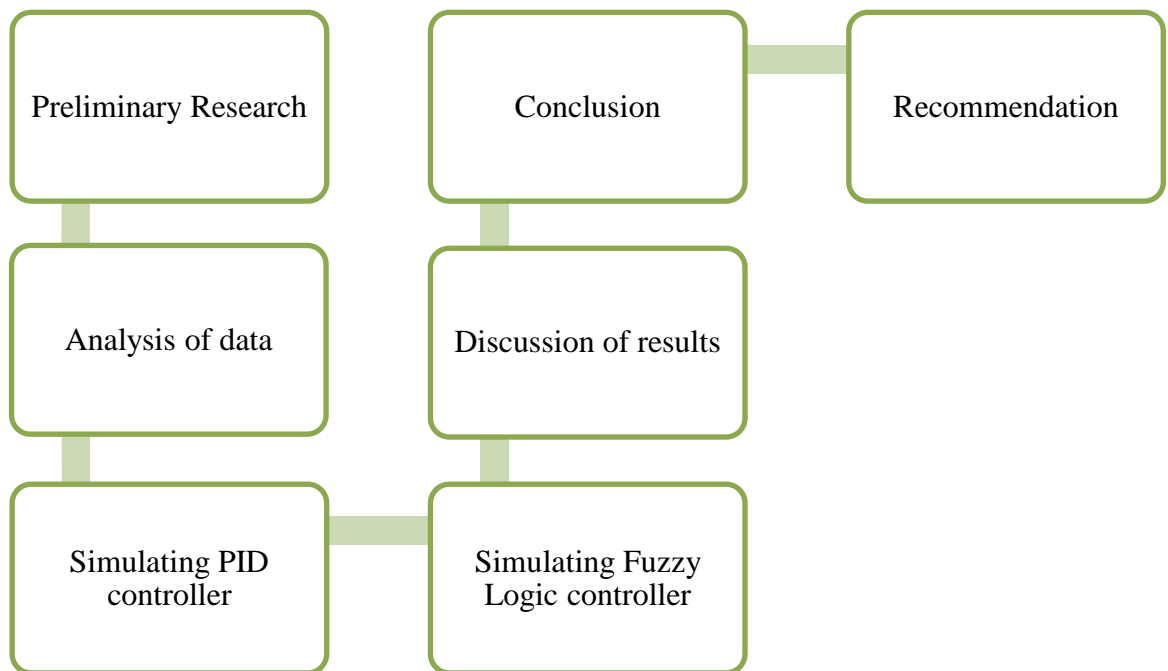 Preliminary Research
Analysis of data
Simulating PID
controller
Simulating Fuzzy
Logic controller
Discussion of results
Conclusion
Recommendation